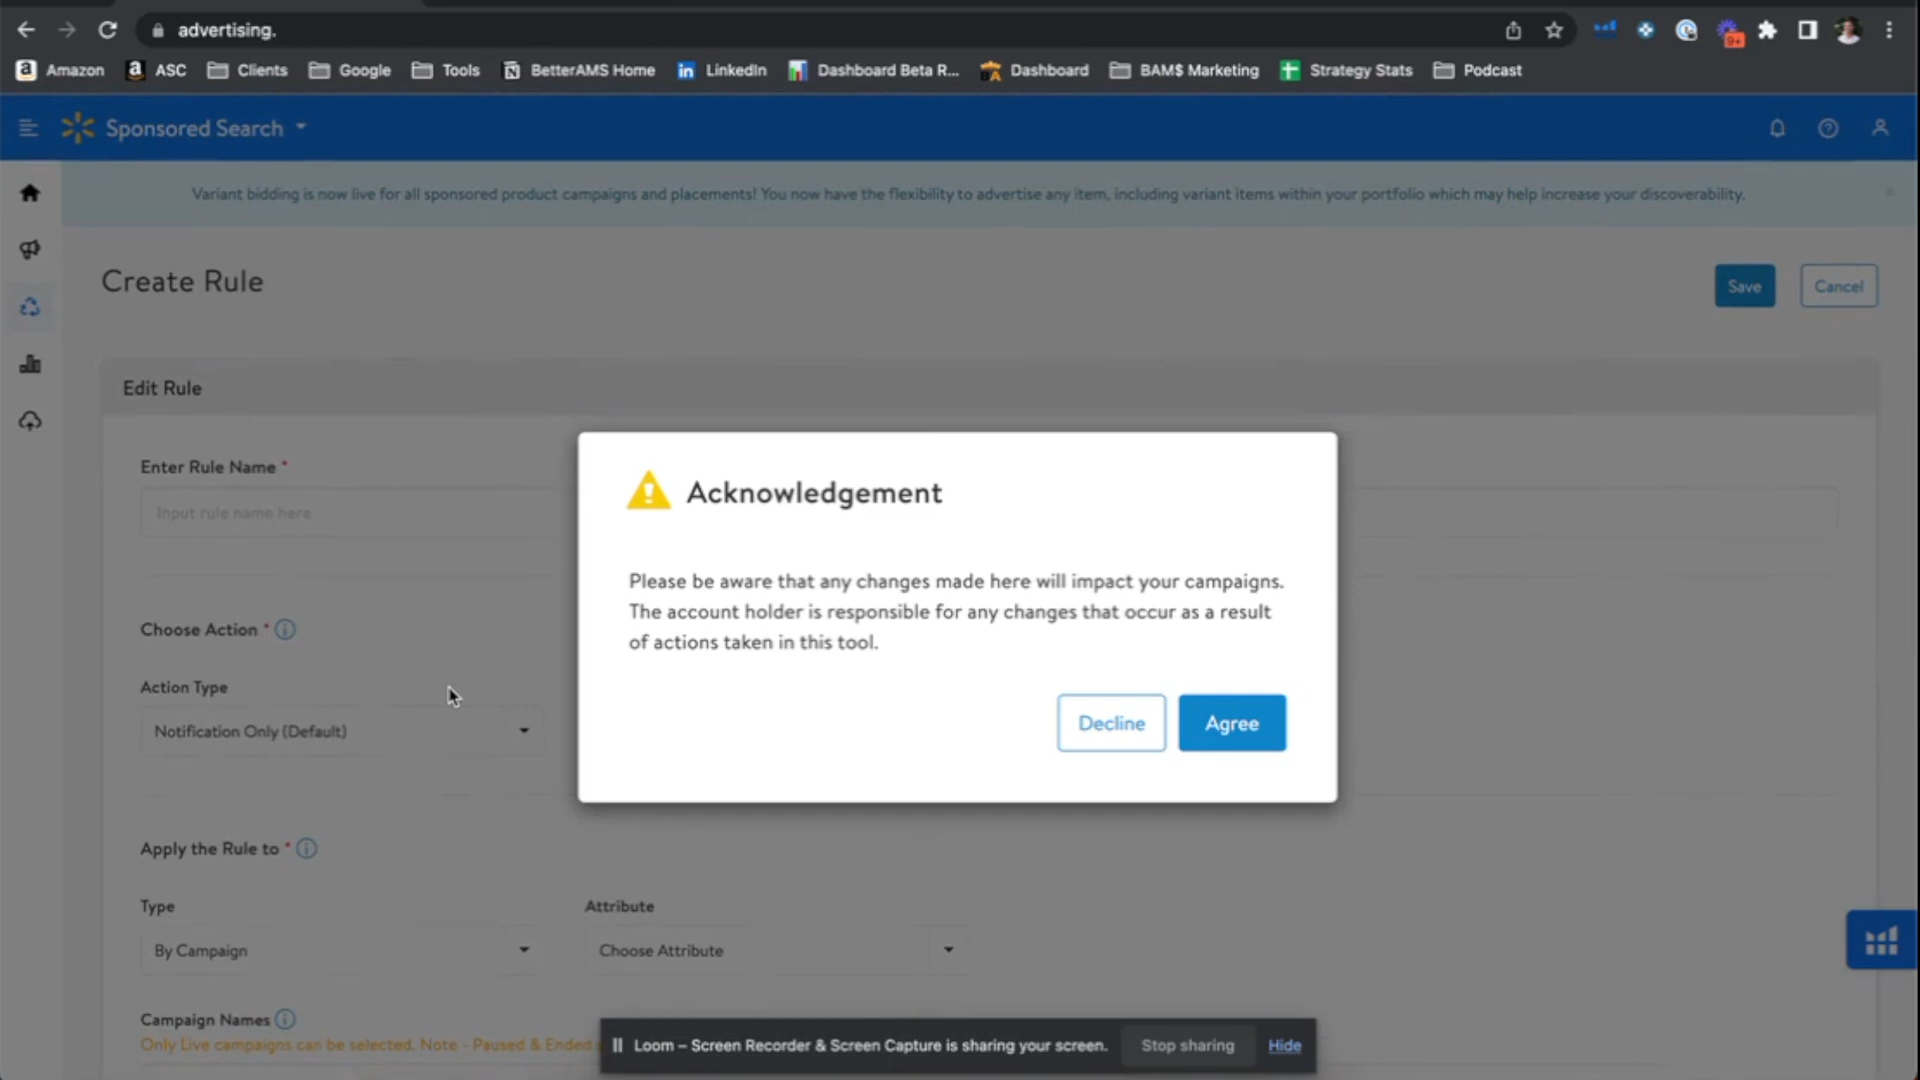 advertising.
9+
Amazon
ASC
Clients
Google
Tools
BetterAMS Home
LinkedIn
Dashboard Beta R...
Dashboard
BAM$ Marketing
Strategy Stats
Podcast
Sponsored Search
Variant bidding is now live for all sponsored product campaigns and placements! You now have the flexibility to advertise any item, including variant items within your portfolio which may help increase your discoverability.
Create Rule
Save
Cancel
Edit Rule
Enter Rule Name *
Input rule name here
Acknowledgement
Please be aware that any changes made here will impact your campaigns.
The account holder is responsible for any changes that occur as a result
of actions taken in this tool.
Decline
Agree
Choose Action *
Action Type
Notification Only (Default)
Apply the Rule to *
Type
Attribute
By Campaign
Choose Attribute
Campaign Names
Only Live campaigns can be selected. Note - Paused & Ended
Loom – Screen Recorder & Screen Capture is sharing your screen.
Stop sharing
Hide